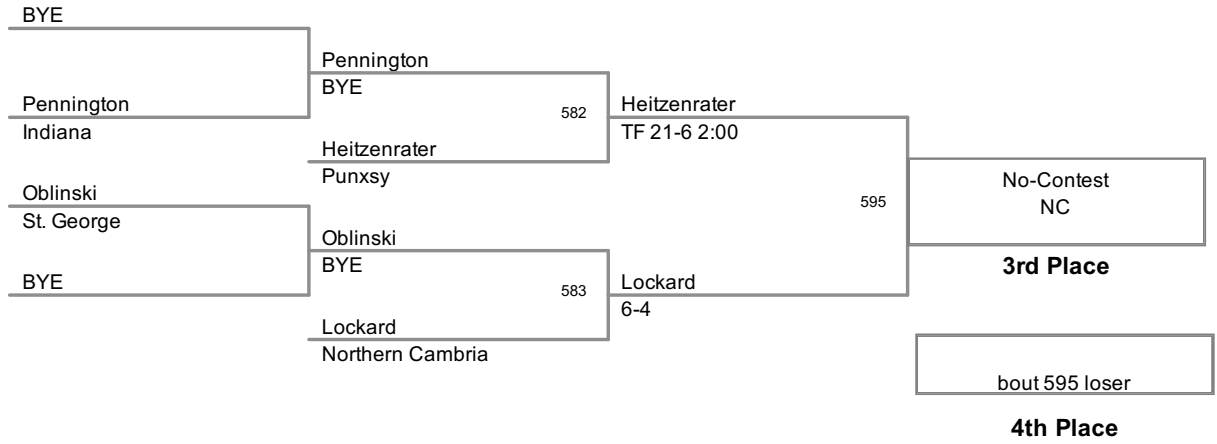 BYE
Pennington
Indiana
Oblinski
St. George
BYE
Pennington
BYE
582
Heitzenrater
Punxsy
Oblinski
BYE
583
Lockard
Northern Cambria
Heitzenrater
TF 21-6 2:00
595
Lockard
6-4
No-Contest
NC
3rd Place
bout 595 loser
4th Place